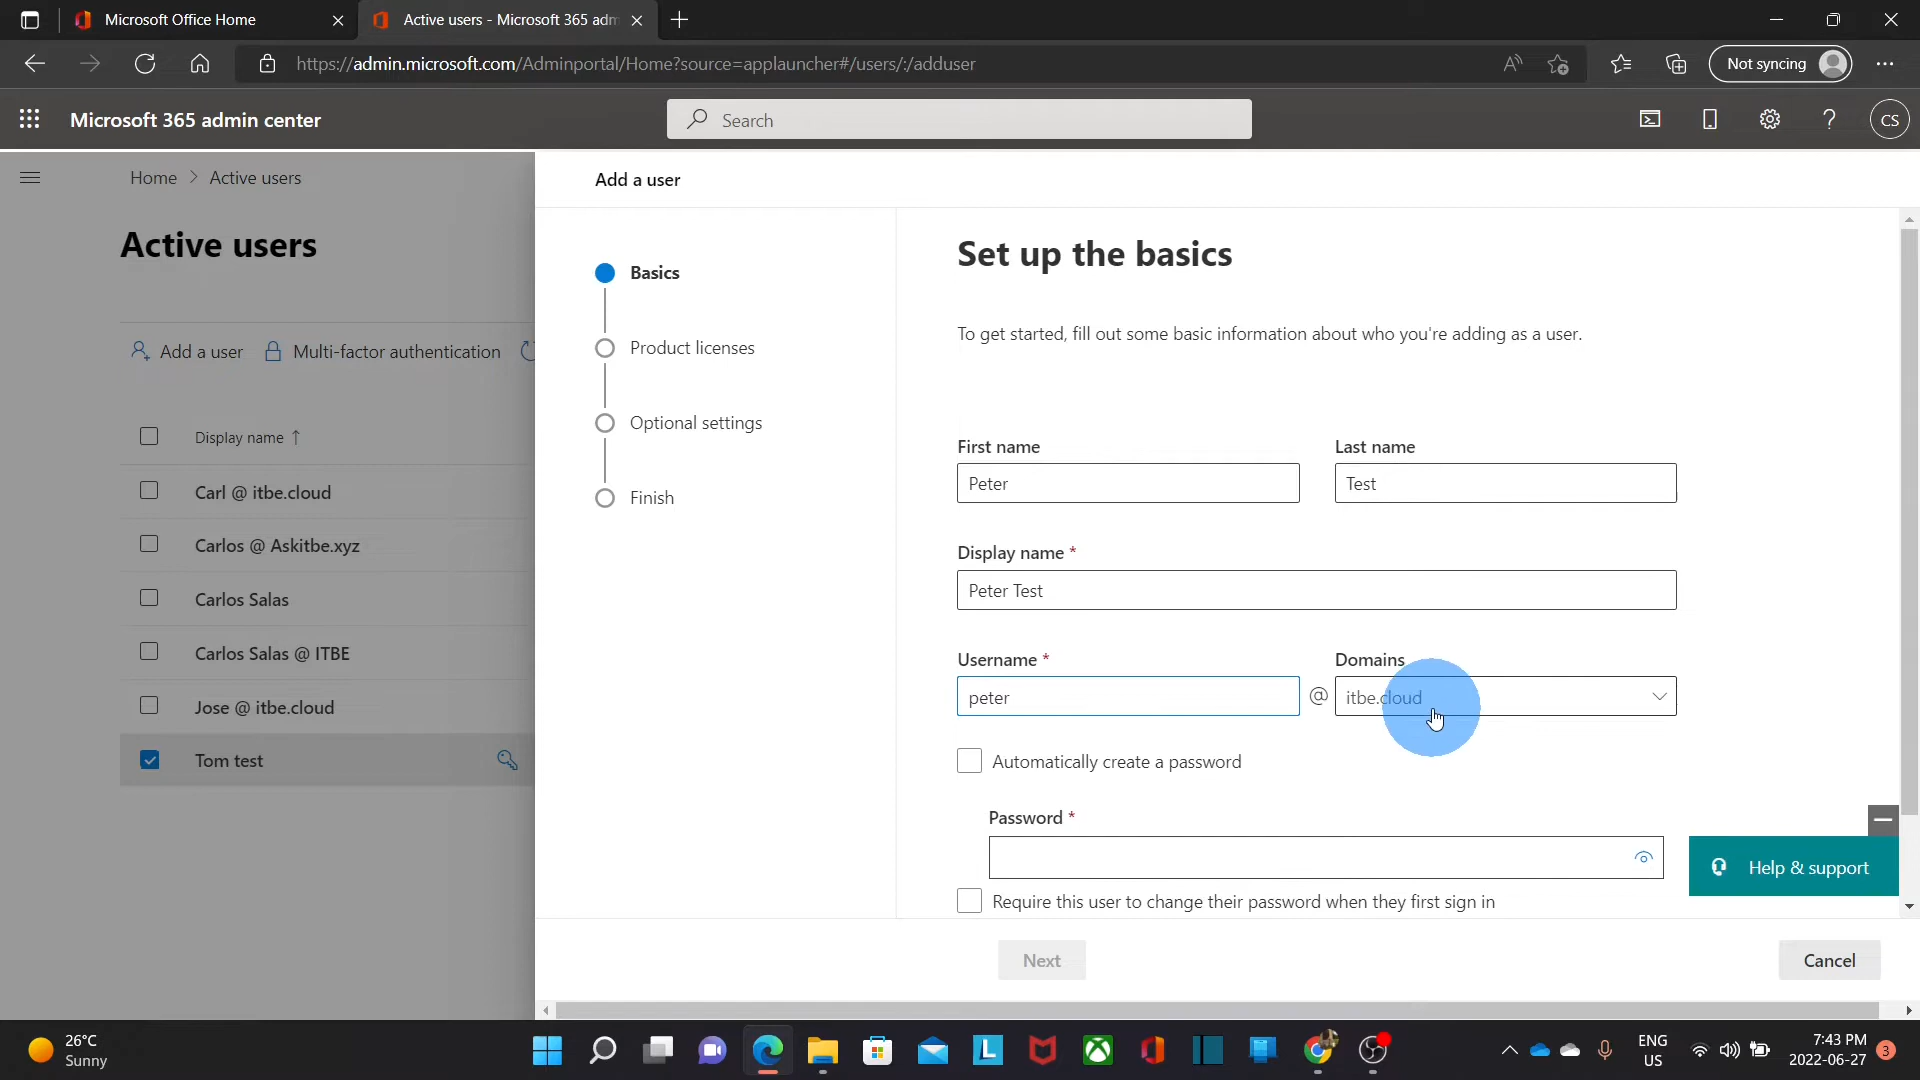 Microsoft Office Home
Active users - Microsoft 365 adm
https://admin.microsoft.com/Adminportal/Home?source=applauncher#/users/:/adduser
Not syncing
Microsoft 365 admin center
Search
CS
Home > Active users
Active users
Add a user
Multi-factor authentication
Display name ↑
Carl @ itbe.cloud
Carlos @ Askitbe.xyz
Carlos Salas
Carlos Salas @ ITBE
Jose @ itbe.cloud
Tom test
Add a user
Basics
Product licenses
Optional settings
Finish
Set up the basics
To get started, fill out some basic information about who you're adding as a user.
First name
Last name
Peter
Test
Display name *
Peter Test
Username *
Domains
peter
@
itbe.cloud
Automatically create a password
Password *
Require this user to change their password when they first sign in
Help & support
Next
Cancel
26°C
Sunny
ENG
US
7:43 PM
2022-06-27
3